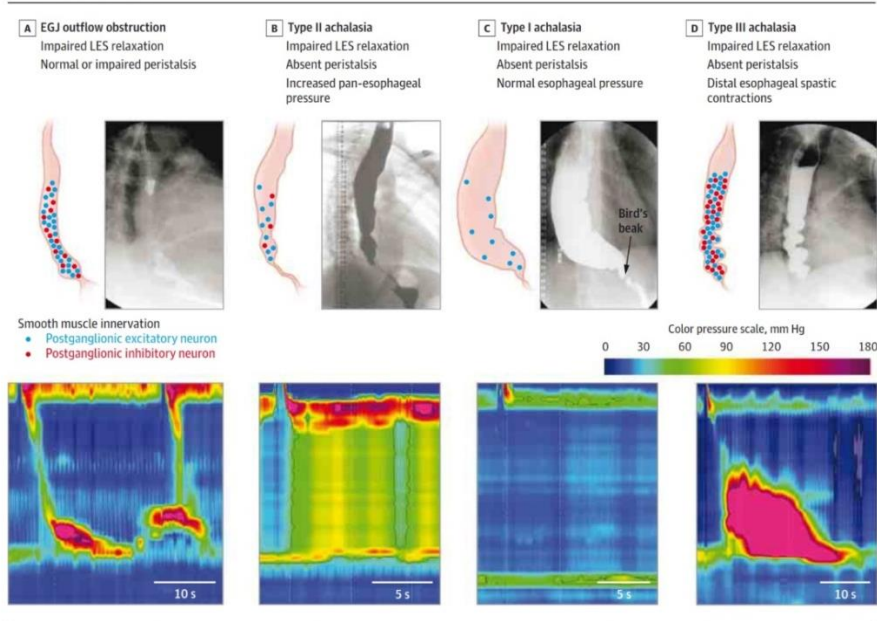 A EGJ outflow obstruction
Impaired LES relaxation
Normal or impaired peristalsis
B Type II achalasia
Impaired LES relaxation
Absent peristalsis
Increased pan-esophageal
pressure
C Type I achalasia
Impaired LES relaxation
Absent peristalsis
Normal esophageal pressure
D Type III achalasia
Impaired LES relaxation
Absent peristalsis
Distal esophageal spastic
contractions
Bird's
beak
Smooth muscle innervation
Postganglionic excitatory neuron
Postganglionic inhibitory neuron
Color pressure scale, mm Hg
0 30 60 90 120 150 180
10 s
5 s
5 s
10 s